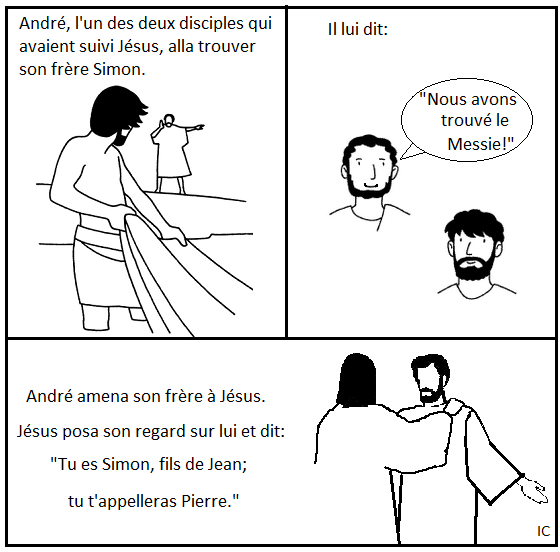 André, l'un des deux disciples qui
avaient suivi Jésus, alla trouver
son frère Simon.
Il lui dit:
"Nous avons
trouvé le
Messie!"
André amena son frère à Jésus.
Jésus posa son regard sur lui et dit:
"Tu es Simon, fils de Jean;
tu t'appelleras Pierre."
IC